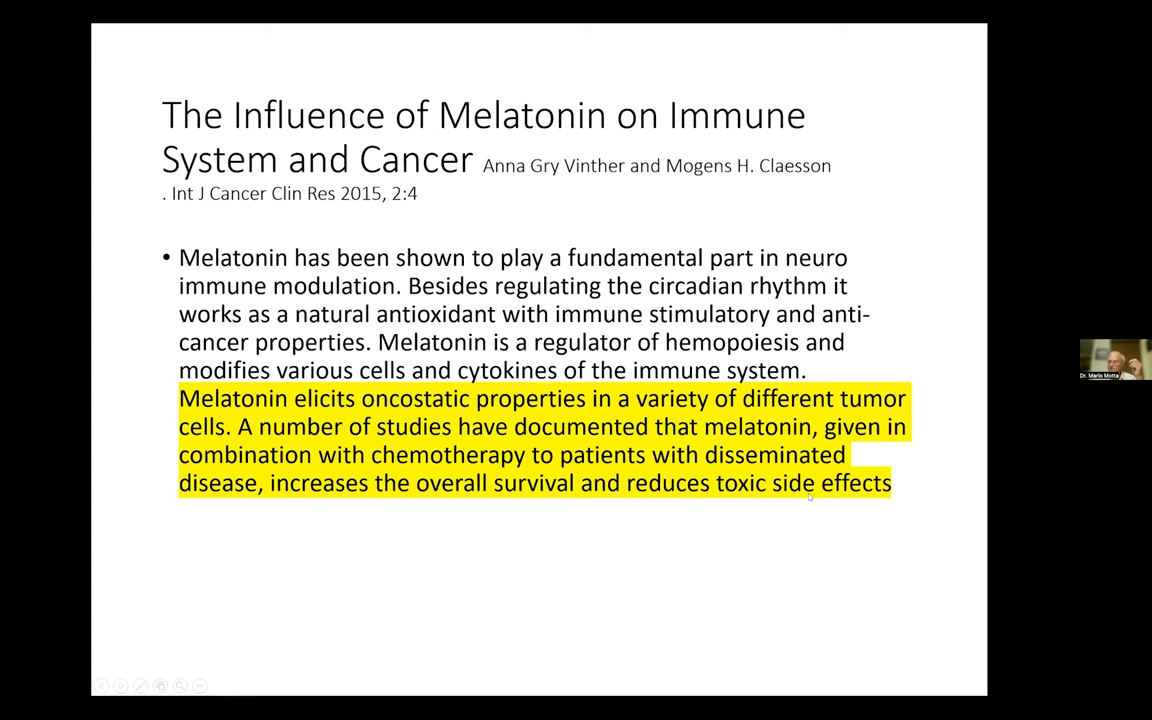 The Influence of Melatonin on Immune
System and Cancer Anna Gry Vinther and Mogens H. Claesson
. Int J Cancer Clin Res 2015, 2:4
• Melatonin has been shown to play a fundamental part in neuro
immune modulation. Besides regulating the circadian rhythm it
works as a natural antioxidant with immune stimulatory and anti-
cancer properties. Melatonin is a regulator of hemopoiesis and
modifies various cells and cytokines of the immune system.
Melatonin elicits oncostatic properties in a variety of different tumor
cells. A number of studies have documented that melatonin, given in
combination with chemotherapy to patients with disseminated
disease, increases the overall survival and reduces toxic side effects
Dr. Mario Motta